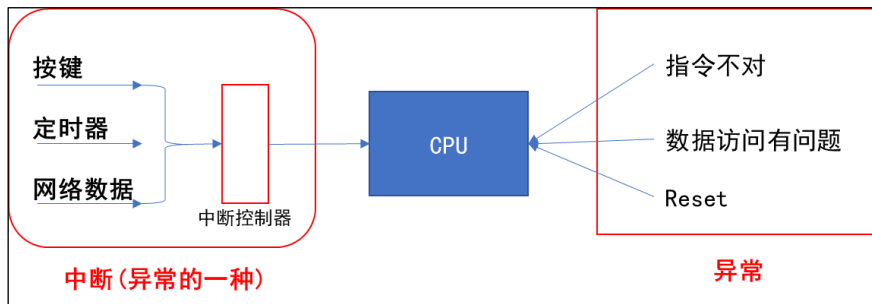 按键
定时器
网络数据
中断控制器
中断(异常的一种)
CPU
指令不对
数据访问有问题
Reset
异常